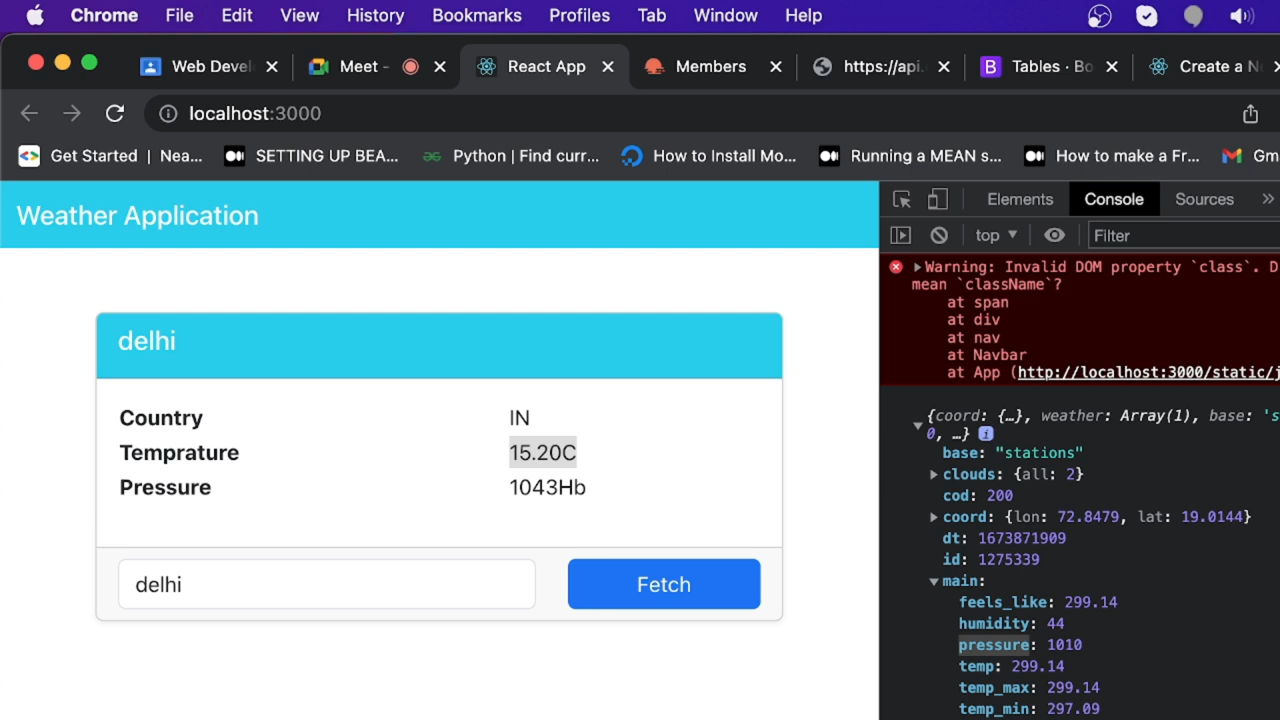 Chrome File Edit View History Bookmarks Profiles Tab Window Help
Web Devel Meet - React App Members https://api. Tables · Bo Create a N
localhost:3000
Get Started | Nea... SETTING UP BEA... Python | Find curr... How to Install Mo... Running a MEAN s... How to make a Fr... Gm
Weather Application
Elements Console Sources
top Filter
Warning: Invalid DOM property `class`. D
mean `className`?
at span
at div
at nav
at Navbar
at App (http://localhost:3000/static/j
delhi
Country IN
Temprature 15.20C
Pressure 1043Hb
delhi Fetch
{coord: {…}, weather: Array(1), base: 's
0, …} i
base: "stations"
clouds: {all: 2}
cod: 200
coord: {lon: 72.8479, lat: 19.0144}
dt: 1673871909
id: 1275339
main:
feels_like: 299.14
humidity: 44
pressure: 1010
temp: 299.14
temp_max: 299.14
temp_min: 297.09